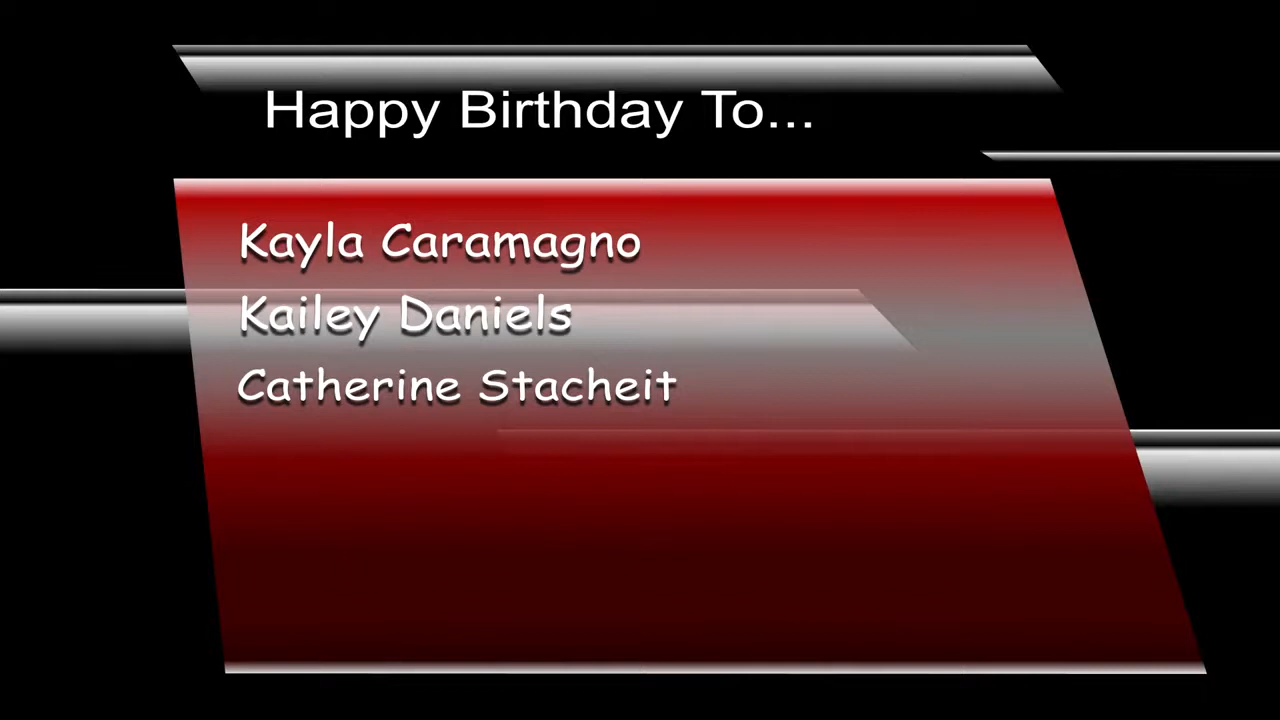 Happy Birthday To...
Kayla Caramagno
Kailey Daniels
Catherine Stacheit